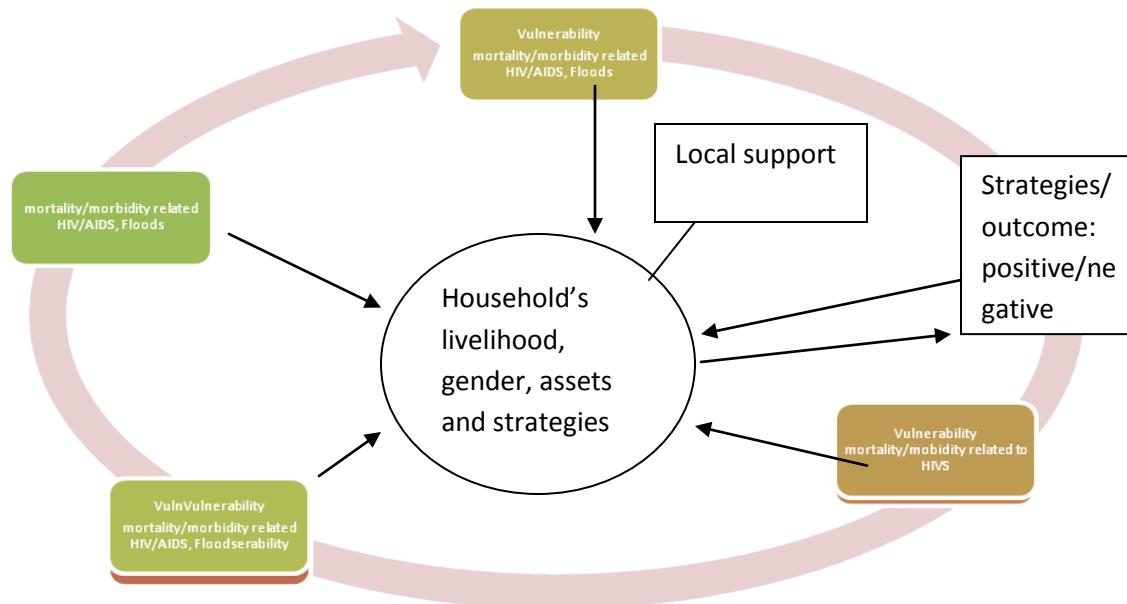 Vulnerability
mortality/morbidity related
HIV/AIDS, Floods
Local support
Strategies/
outcome:
positive/ne
gative
mortality/morbidity related
HIV/AIDS, Floods
Household’s
livelihood,
gender, assets
and strategies
Vulnerability
mortality/mobidity related to
HIVS
VulnVulnerability
mortality/morbidity related
HIV/AIDS, Floodserability